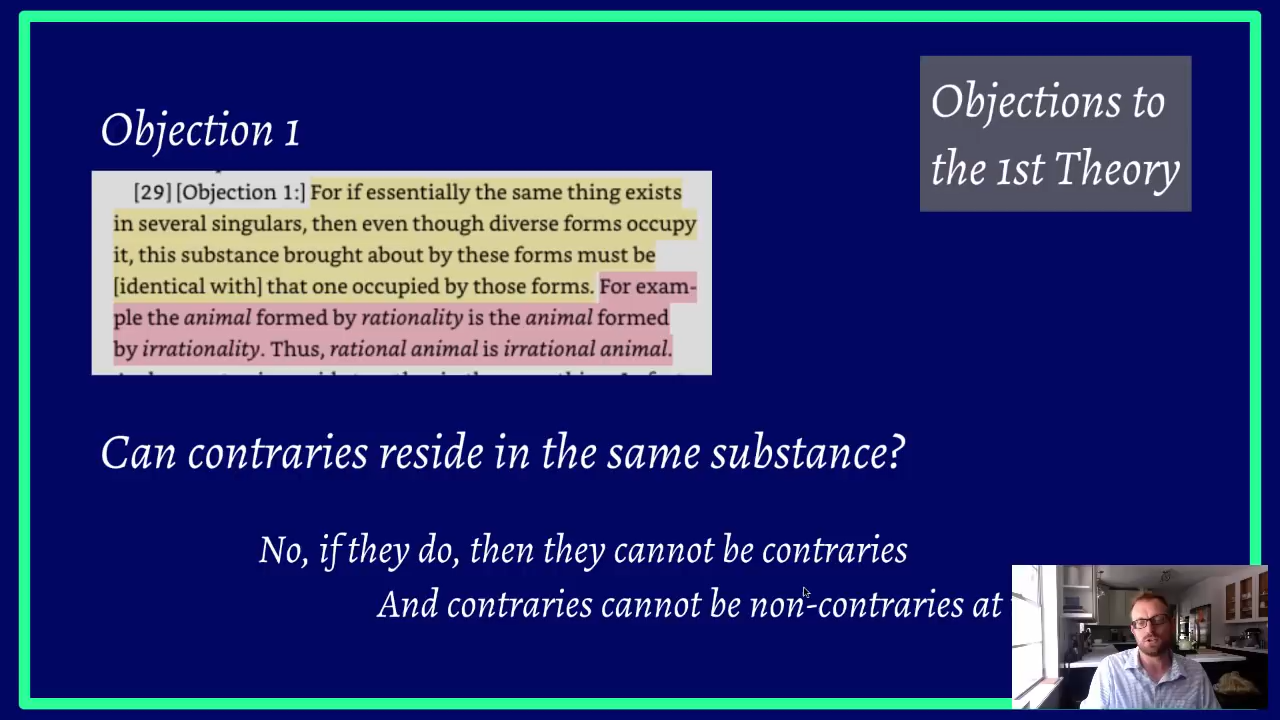 Objections to
the 1st Theory
Objection 1
[29] [Objection 1:] For if essentially the same thing exists
in several singulars, then even though diverse forms occupy
it, this substance brought about by these forms must be
[identical with] that one occupied by those forms. For exam-
ple the animal formed by rationality is the animal formed
by irrationality. Thus, rational animal is irrational animal.
Can contraries reside in the same substance?
No, if they do, then they cannot be contraries
And contraries cannot be non-contraries at